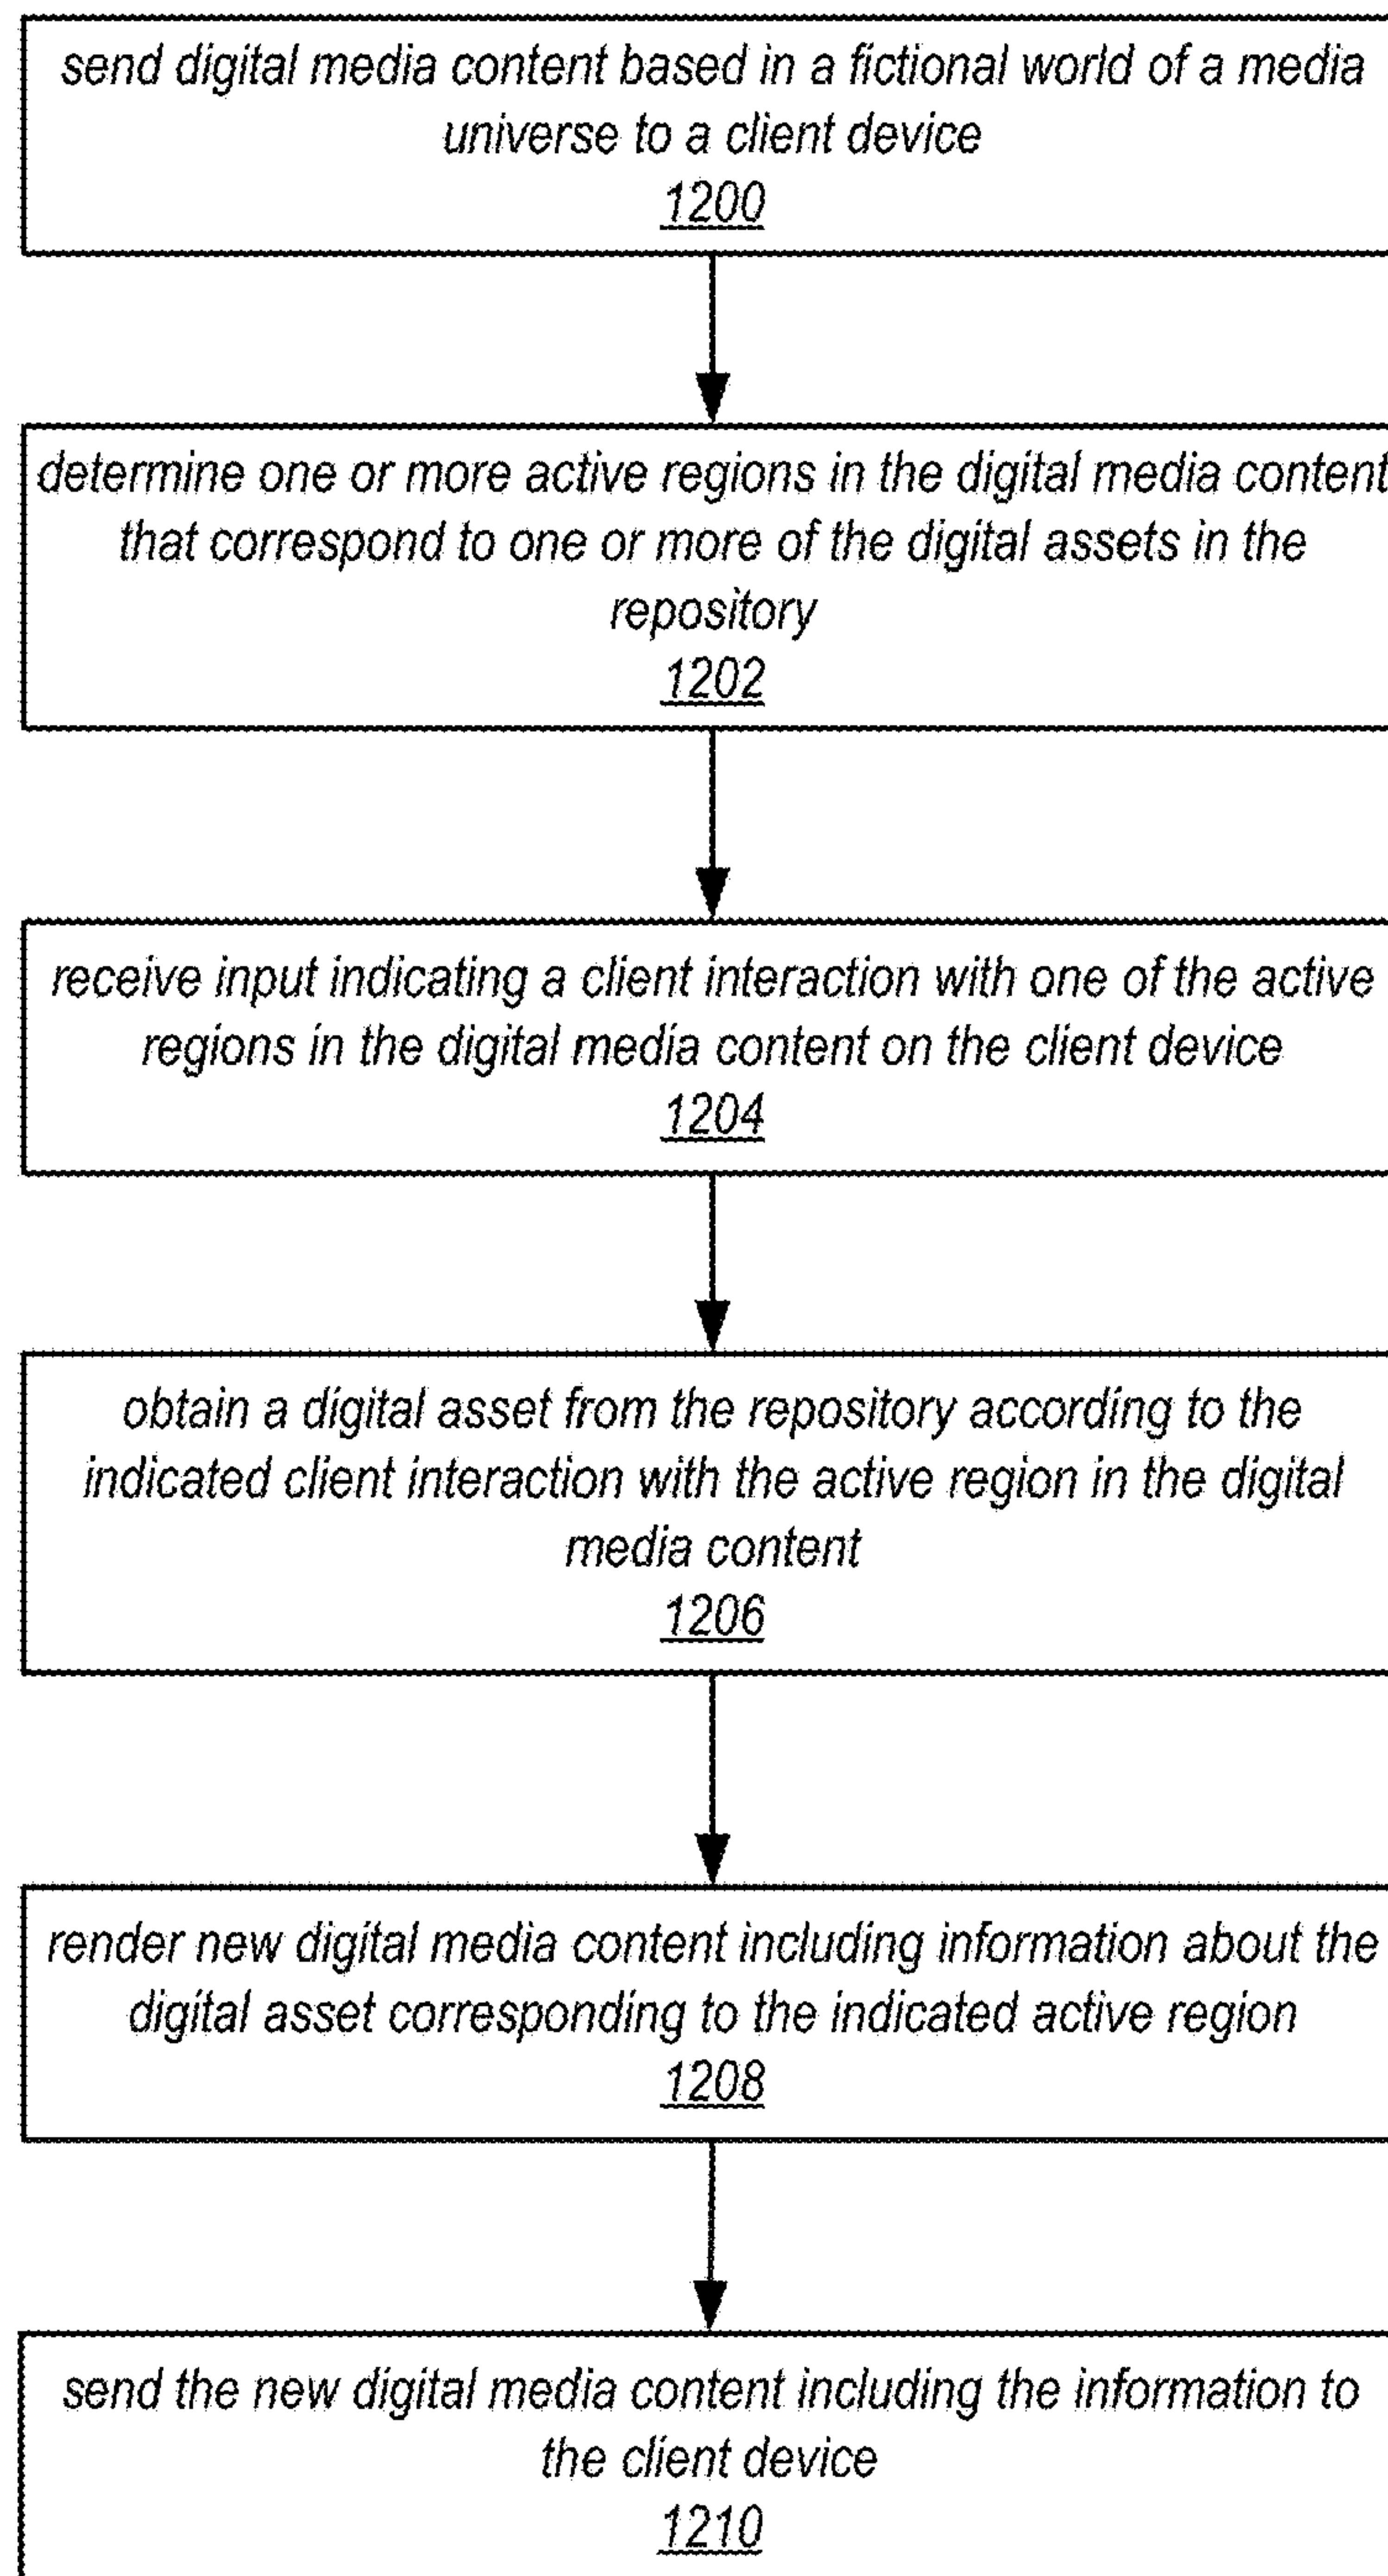 send digital media content based in a fictional world of a media
universe to a client device
1200
determine one or more active regions in the digital media content
that correspond to one or more of the digital assets in the
repository
1202
receive input indicating a client interaction with one of the active
regions in the digital media content on the client device
1204
obtain a digital asset from the repository according to the
indicated client interaction with the active region in the digital
media content
1206
render new digital media content including information about the
digital asset corresponding to the indicated active region
1208
send the new digital media content including the information to
the client device
1210